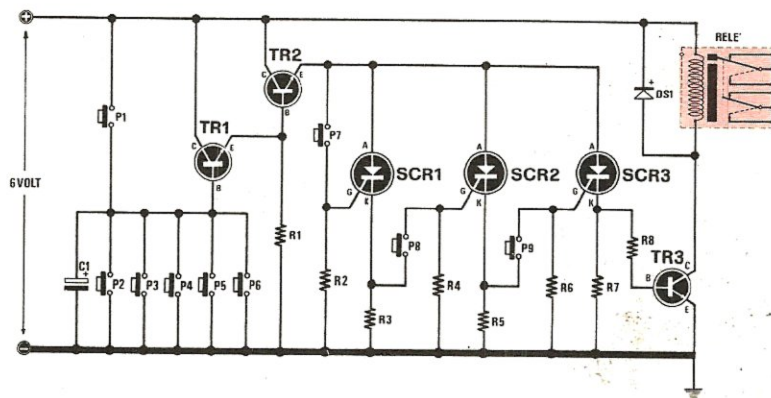 RELE'
TR2
C
E
B
DS1
+
P1
TR1
C
E
B
P7
A
SCR1
G
K
A
SCR2
G
K
A
SCR3
G
K
6 VOLT
R1
P8
P9
R8
TR3
B
C
E
C1
+
P2
P3
P4
P5
P6
R2
R3
R4
R5
R6
R7